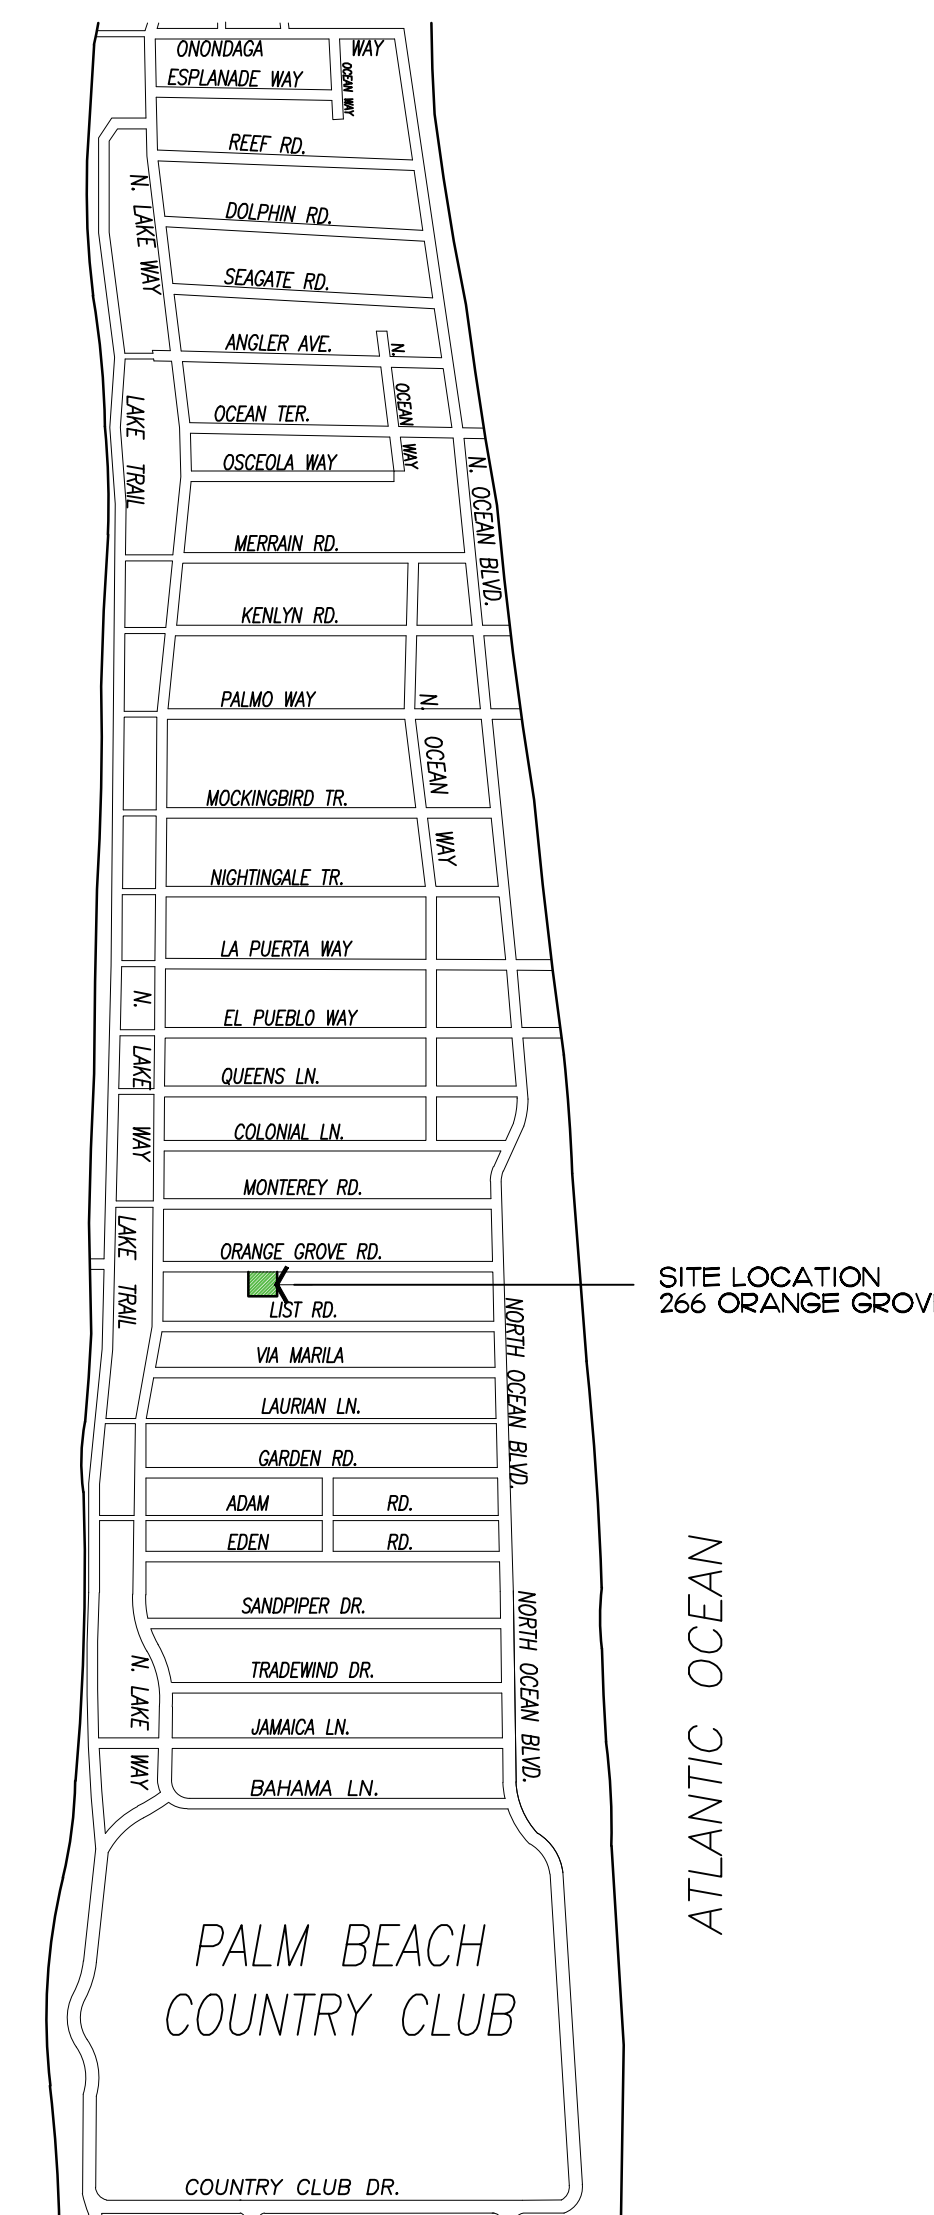 ONONDAGA WAY
ESPLANADE WAY
OCEAN WAY
REEF RD.
N. LAKE WAY
DOLPHIN RD.
SEAGATE RD.
ANGLER AVE.
N. OCEAN WAY
LAKE TRAIL
OCEAN TER.
OSCEOLA WAY
N. OCEAN BLVD.
MERRAIN RD.
KENLYN RD.
PALMO WAY
N. OCEAN WAY
MOCKINGBIRD TR.
NIGHTINGALE TR.
LA PUERTA WAY
N. LAKE WAY
EL PUEBLO WAY
QUEENS LN.
COLONIAL LN.
MONTEREY RD.
LAKE TRAIL
ORANGE GROVE RD.
SITE LOCATION
266 ORANGE GROV
LIST RD.
NORTH OCEAN BLVD.
VIA MARILA
LAURIAN LN.
GARDEN RD.
ADAM RD.
EDEN RD.
SANDPIPER DR.
NORTH OCEAN BLVD.
ATLANTIC OCEAN
N. LAKE WAY
TRADEWIND DR.
JAMAICA LN.
BAHAMA LN.
PALM BEACH
COUNTRY CLUB
COUNTRY CLUB DR.